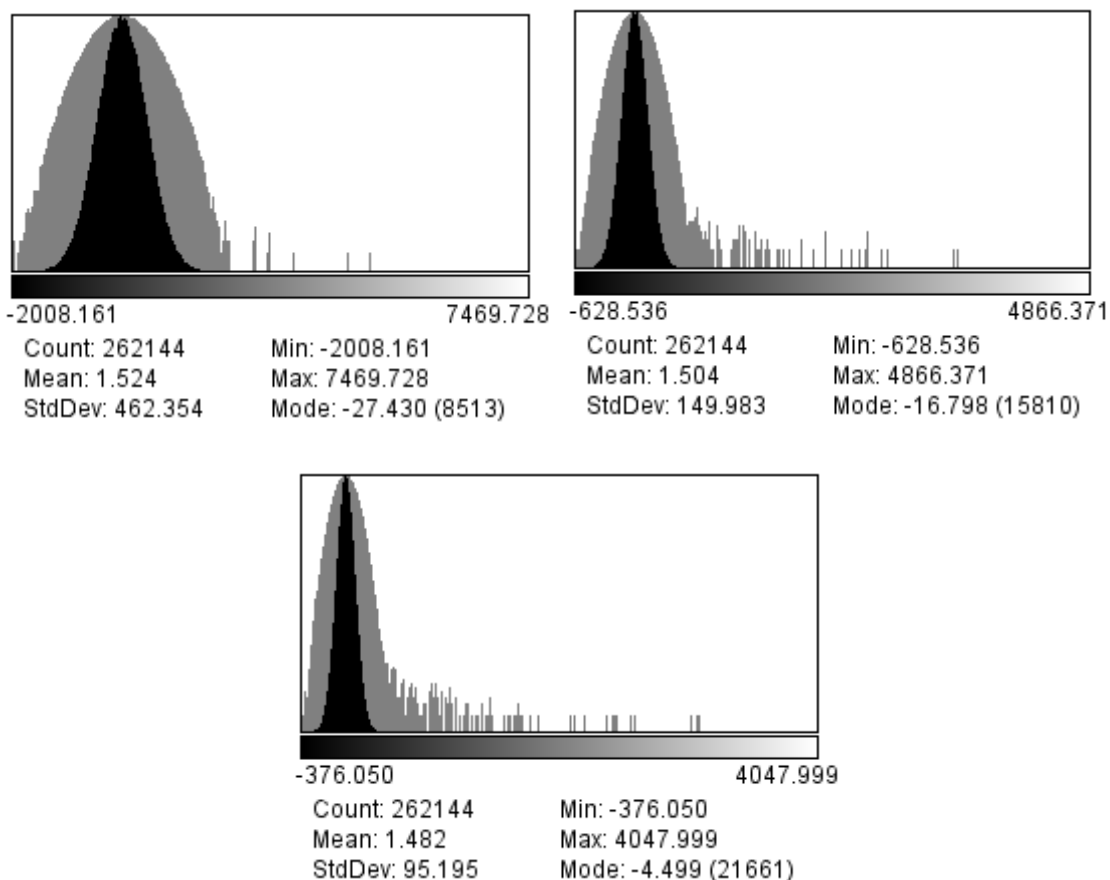 -2008.161 7469.728
Count: 262144 Min: -2008.161
Mean: 1.524 Max: 7469.728
StdDev: 462.354 Mode: -27.430 (8513)
-628.536 4866.371
Count: 262144 Min: -628.536
Mean: 1.504 Max: 4866.371
StdDev: 149.983 Mode: -16.798 (15810)
-376.050 4047.999
Count: 262144 Min: -376.050
Mean: 1.482 Max: 4047.999
StdDev: 95.195 Mode: -4.499 (21661)